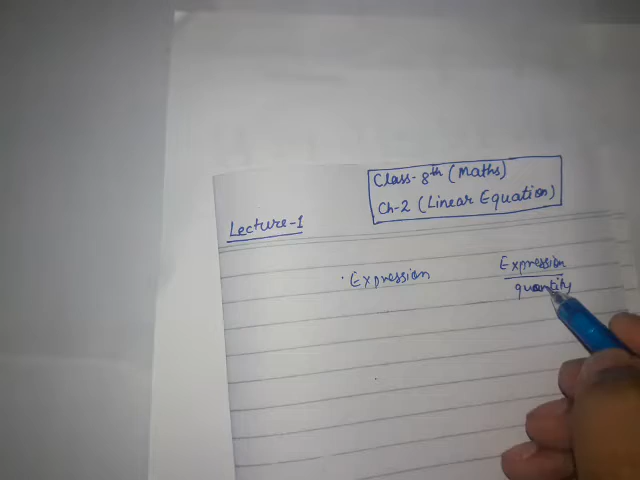 Class-8th (Maths)
Ch-2 (Linear Equation)
Lecture-1
Expression
Expression
quantity